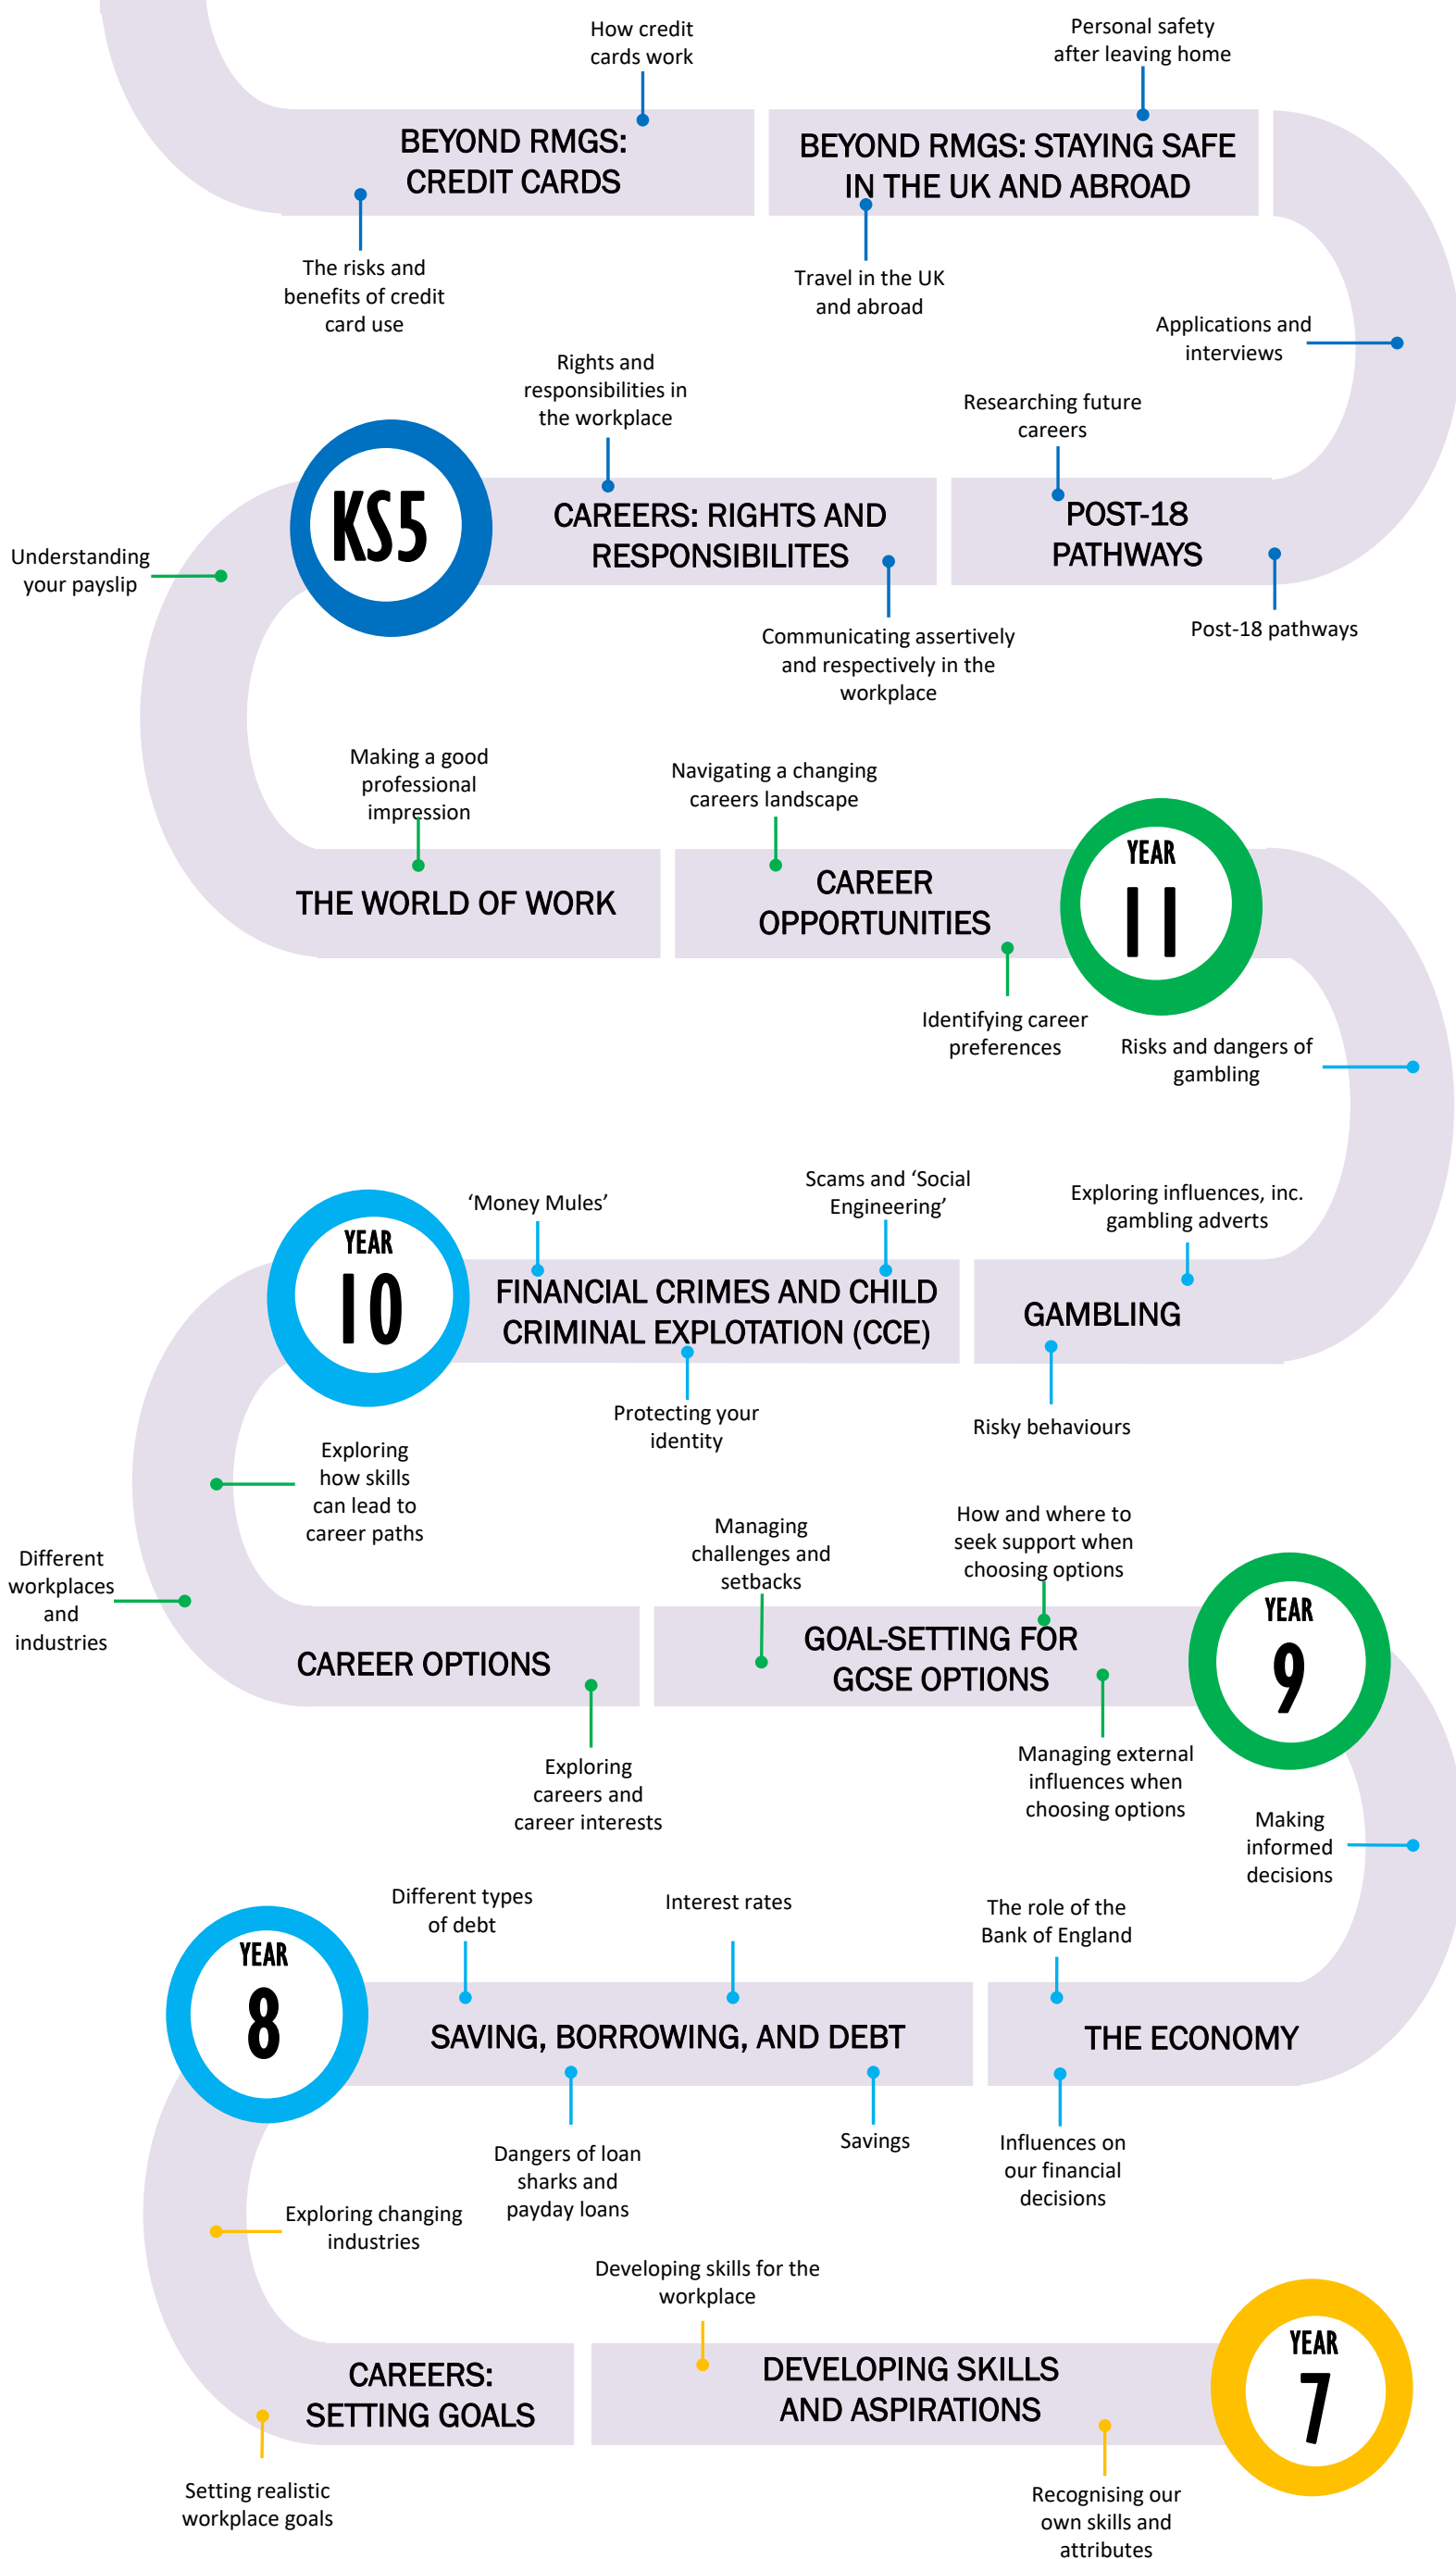 How credit
cards work
Personal safety
after leaving home
BEYOND RMGS:
CREDIT CARDS
BEYOND RMGS: STAYING SAFE
IN THE UK AND ABROAD
The risks and
benefits of credit
card use
Travel in the UK
and abroad
Applications and
interviews
Rights and
responsibilities in
the workplace
Researching future
careers
KS5
CAREERS: RIGHTS AND
RESPONSIBILITES
POST-18
PATHWAYS
Understanding
your payslip
Communicating assertively
and respectively in the
workplace
Post-18 pathways
Making a good
professional
impression
Navigating a changing
careers landscape
THE WORLD OF WORK
CAREER
OPPORTUNITIES
YEAR
11
Identifying career
preferences
Risks and dangers of
gambling
‘Money Mules’
Scams and ‘Social
Engineering’
Exploring influences, inc.
gambling adverts
YEAR
10
FINANCIAL CRIMES AND CHILD
CRIMINAL EXPLOTATION (CCE)
GAMBLING
Protecting your
identity
Risky behaviours
Exploring
how skills
can lead to
career paths
Different
workplaces
and
industries
Managing
challenges and
setbacks
How and where to
seek support when
choosing options
CAREER OPTIONS
GOAL-SETTING FOR
GCSE OPTIONS
YEAR
9
Exploring
careers and
career interests
Managing external
influences when
choosing options
Making
informed
decisions
Different types
of debt
Interest rates
The role of the
Bank of England
YEAR
8
SAVING, BORROWING, AND DEBT
THE ECONOMY
Dangers of loan
sharks and
payday loans
Savings
Influences on
our financial
decisions
Exploring changing
industries
Developing skills for the
workplace
CAREERS:
SETTING GOALS
DEVELOPING SKILLS
AND ASPIRATIONS
YEAR
7
Setting realistic
workplace goals
Recognising our
own skills and
attributes